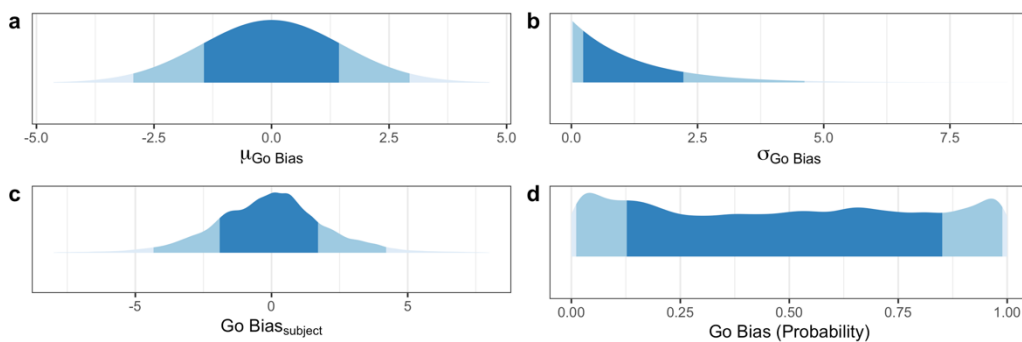 a
-5.0 -2.5 0.0 2.5 5.0
μGo Bias
b
0.0 2.5 5.0 7.5
σGo Bias
c
-5 0 5
Go Biassubject
d
0.00 0.25 0.50 0.75 1.00
Go Bias (Probability)